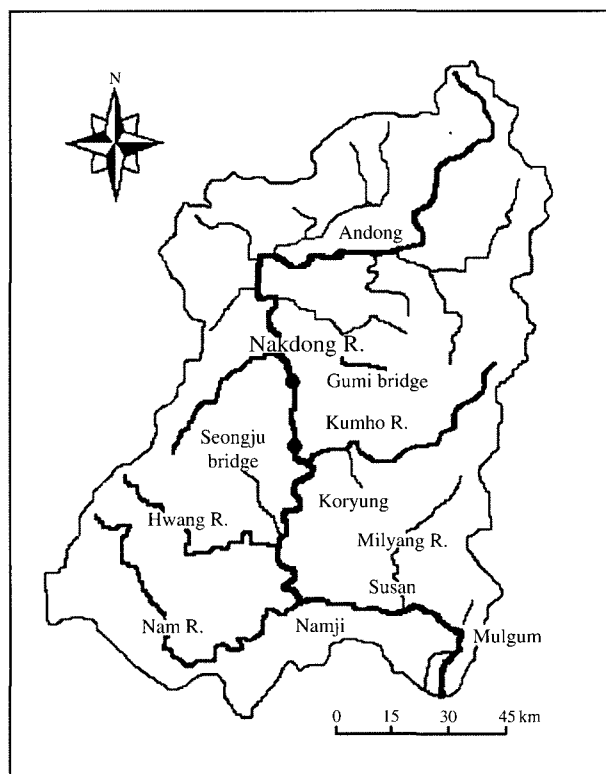 N
Andong
Nakdong R.
Gumi bridge
Kumho R.
Seongju
bridge
Koryung
Hwang R.
Milyang R.
Susan
Nam R.
Namji
Mulgum
0 15 30 45 km